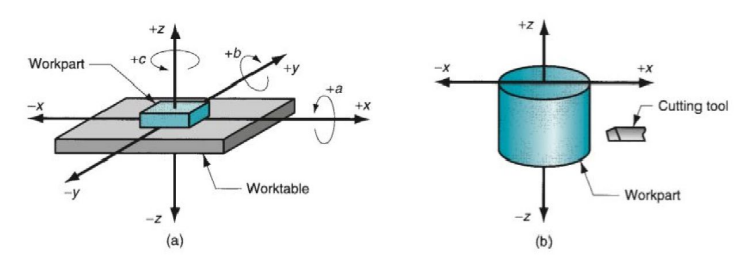 +z
+c
+b
+y
Workpart
+a
-x
+x
-y
Worktable
-z
(a)
+z
-x
+x
Cutting tool
Workpart
-z
(b)